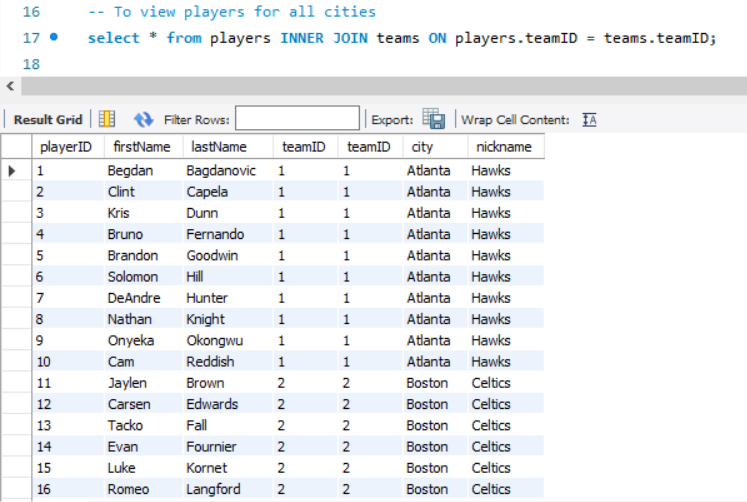 16 -- To view players for all cities
17 select * from players INNER JOIN teams ON players.teamID = teams.teamID;
18
Result Grid Filter Rows: Export: Wrap Cell Content:
playerID firstName lastName teamID teamID city nickname
1 Begdan Bagdanovic 1 1 Atlanta Hawks
2 Clint Capela 1 1 Atlanta Hawks
3 Kris Dunn 1 1 Atlanta Hawks
4 Bruno Fernando 1 1 Atlanta Hawks
5 Brandon Goodwin 1 1 Atlanta Hawks
6 Solomon Hill 1 1 Atlanta Hawks
7 DeAndre Hunter 1 1 Atlanta Hawks
8 Nathan Knight 1 1 Atlanta Hawks
9 Onyeka Okongwu 1 1 Atlanta Hawks
10 Cam Reddish 1 1 Atlanta Hawks
11 Jaylen Brown 2 2 Boston Celtics
12 Carsen Edwards 2 2 Boston Celtics
13 Tacko Fall 2 2 Boston Celtics
14 Evan Fournier 2 2 Boston Celtics
15 Luke Kornet 2 2 Boston Celtics
16 Romeo Langford 2 2 Boston Celtics